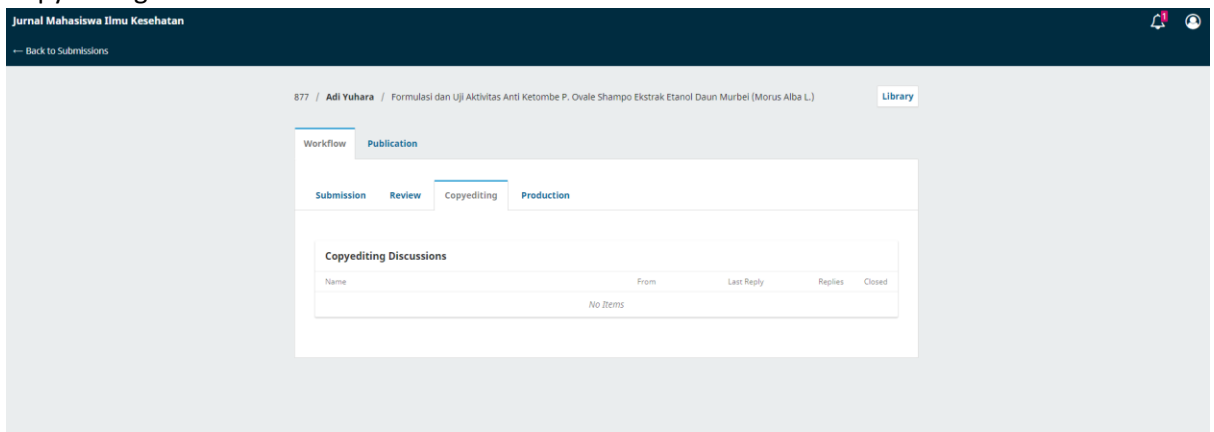 Jurnal Mahasiswa Ilmu Kesehatan
1
← Back to Submissions
877 / Adi Yuhara / Formulasi dan Uji Aktivitas Anti Ketombe P. Ovale Shampo Ekstrak Etanol Daun Murbei (Morus Alba L.)
Library
Workflow Publication
Submission Review Copyediting Production
Copyediting Discussions
Name From Last Reply Replies Closed
No Items